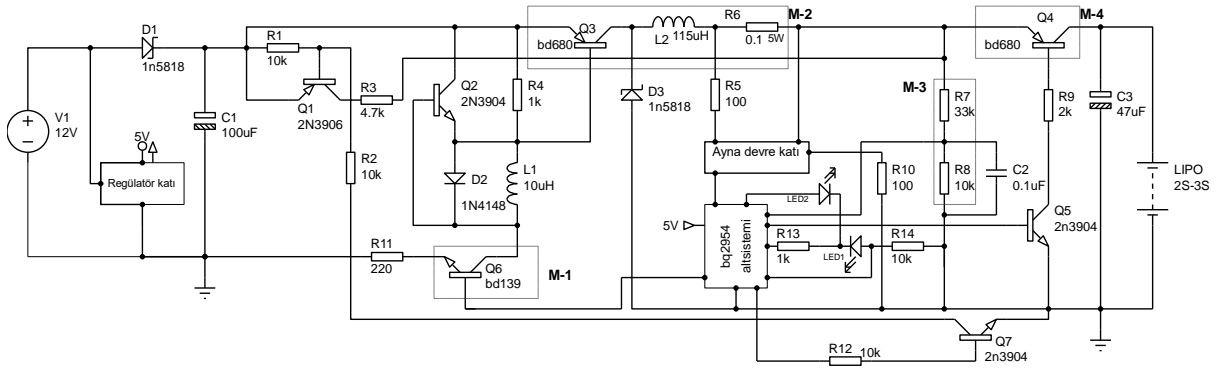 D1
1n5818
R1
10k
Q1
2N3906
R3
4.7k
V1
12V
5V
Regülatör katı
C1
100uF
R2
10k
Q2
2N3904
R4
1k
D2
1N4148
L1
10uH
R11
220
Q6
bd139
M-1
Q3
bd680
L2
115uH
R6
0.1
5W
M-2
D3
1n5818
R5
100
Ayna devre katı
R10
100
LED2
5V
bq2954
altsistemi
R13
1k
LED1
R14
10k
R12
10k
Q7
2n3904
M-3
R7
33k
R8
10k
C2
0.1uF
Q4
bd680
M-4
R9
2k
Q5
2n3904
C3
47uF
LIPO
2S-3S